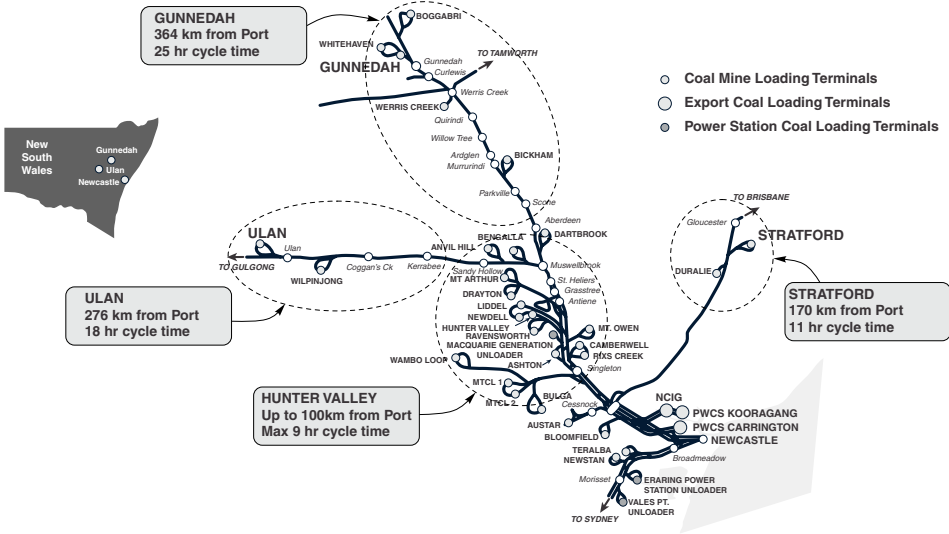 GUNNEDAH
364 km from Port
25 hr cycle time
BOGGABRI
WHITEHAVEN
GUNNEDAH
Gunnedah
Curlewis
TO TAMWORTH
Werris Creek
WERRIS CREEK
Quirindi
Willow Tree
Ardglen
Murrurindi
BICKHAM
Parkville
Scone
Aberdeen
DARTBROOK
Coal Mine Loading Terminals
Export Coal Loading Terminals
Power Station Coal Loading Terminals
New
South
Wales
Gunnedah
Ulan
Newcastle
ULAN
Ulan
TO GULGONG
WILPINJONG
Coggan's Ck
Kerrabee
ANVIL HILL
BENGALLA
Sandy Hollow
Muswellbrook
MT ARTHUR
St. Heliers
Grasstree
DRAYTON
Antiene
LIDDEL
NEWDELL
HUNTER VALLEY
RAVENSWORTH
MT. OWEN
MACQUARIE GENERATION
UNLOADER
CAMBERWELL
RIXS CREEK
ASHTON
Singleton
WAMBO LOOP
MTCL 1
MTCL 2
BULGA
Cessnock
AUSTAR
BLOOMFIELD
TO BRISBANE
Gloucester
STRATFORD
DURALIE
STRATFORD
170 km from Port
11 hr cycle time
ULAN
276 km from Port
18 hr cycle time
HUNTER VALLEY
Up to 100km from Port
Max 9 hr cycle time
NCIG
PWCS KOORAGANG
PWCS CARRINGTON
NEWCASTLE
TERALBA
NEWSTAN
Broadmeadow
Morisset
ERARING POWER
STATION UNLOADER
VALES PT.
UNLOADER
TO SYDNEY